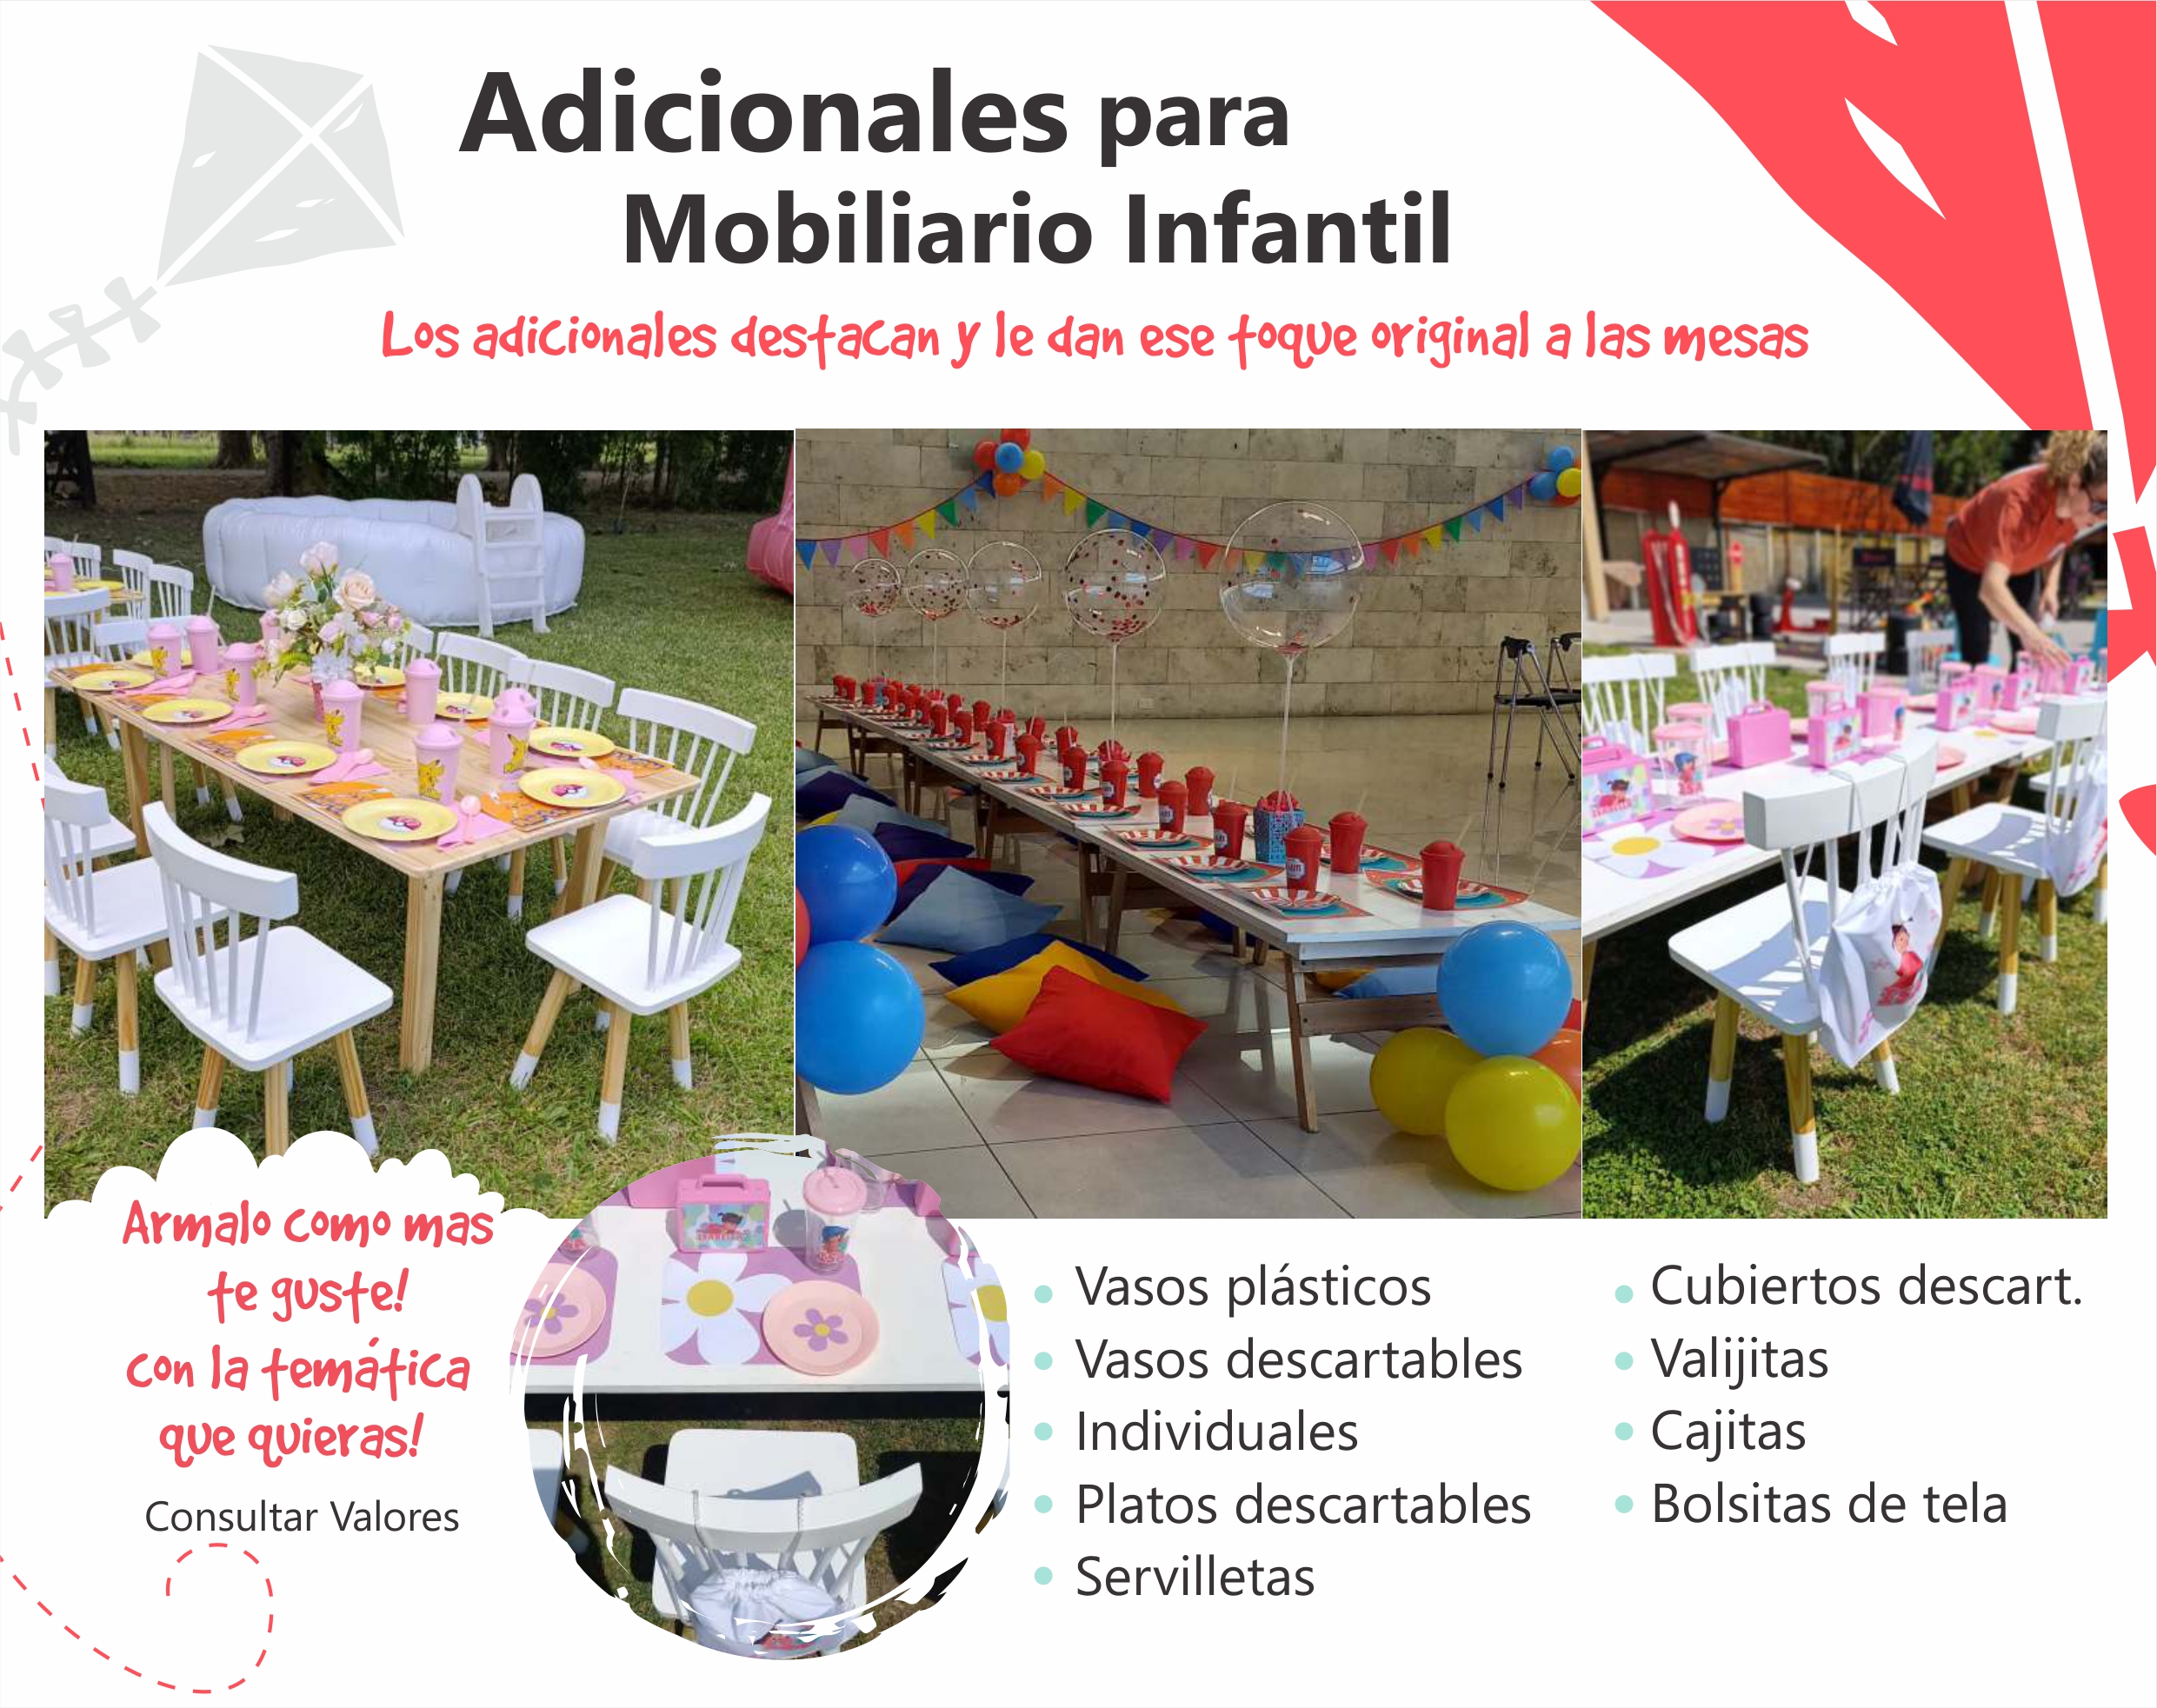 Adicionales para
Mobiliario Infantil
Los adicionales destacan y le dan ese toque original a las mesas
Armalo como mas
te guste!
con la temática
que quieras!
Consultar Valores
Vasos plásticos
Vasos descartables
Individuales
Platos descartables
Servilletas
Cubiertos descart.
Valijitas
Cajitas
Bolsitas de tela